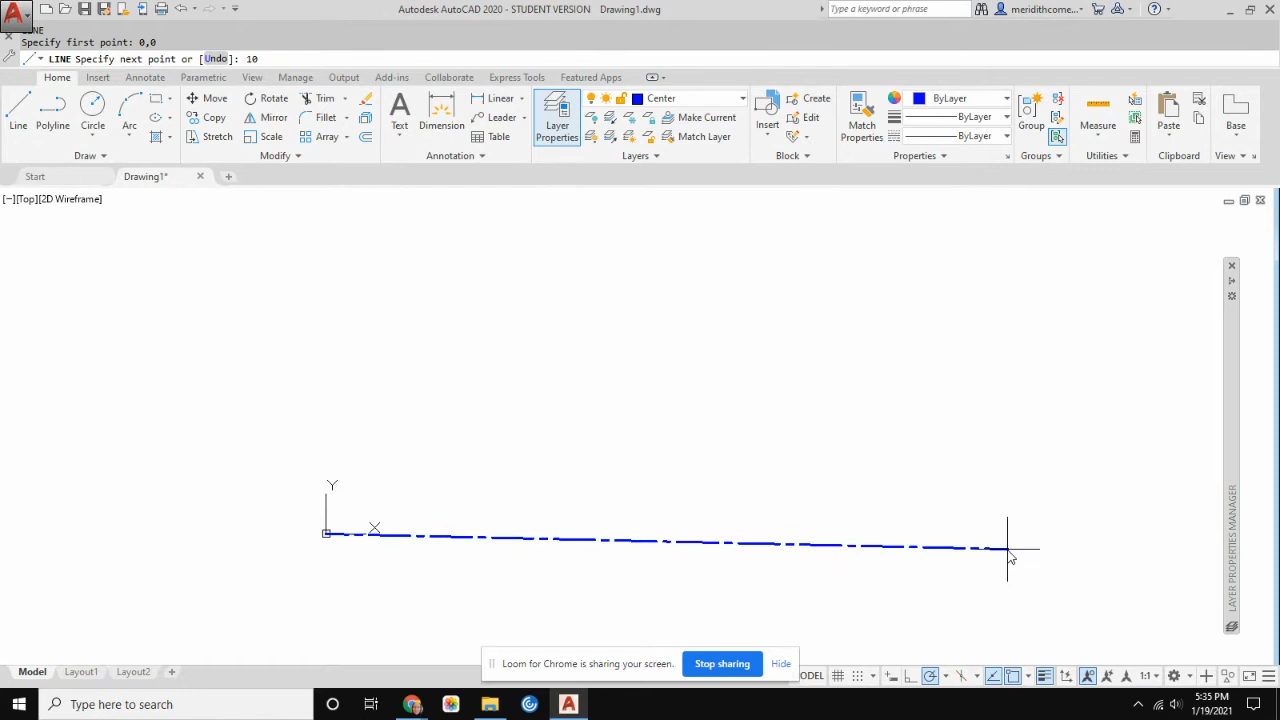 Autodesk AutoCAD 2020 - STUDENT VERSION Drawing1.dwg
Type a keyword or phrase
meridithcome...
LINE
Specify first point: 0,0
LINE Specify next point or [Undo]: 10
Home Insert Annotate Parametric View Manage Output Add-ins Collaborate Express Tools Featured Apps
Line Polyline Circle Arc
Move Rotate Trim
Copy Mirror Fillet
Stretch Scale Array
Text Dimension
Linear
Leader
Table
Layer Properties
Center
Make Current
Match Layer
Insert
Create
Edit
Match Properties
ByLayer
ByLayer
ByLayer
Group
Measure
Paste
Base
Draw Modify Annotation Layers Block Properties Groups Utilities Clipboard View
Start Drawing1*
[−][Top][2D Wireframe]
Y
X
LAYER PROPERTIES MANAGER
Loom for Chrome is sharing your screen. Stop sharing Hide
Model Layout1 Layout2
1:1
Type here to search
5:35 PM
1/19/2021